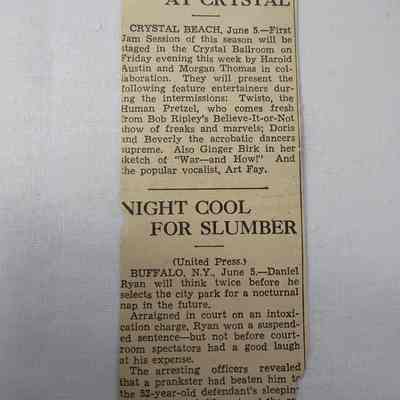 AT CRYSTAL
CRYSTAL BEACH, June 5.—First
Jam Session of this season will be
staged in the Crystal Ballroom on
Friday evening this week by Harold
Austin and Morgan Thomas in col-
laboration. They will present the
following feature entertainers during
the intermissions: Twisto, the
Human Pretzel, who comes fresh
from Bob Ripley's Believe-It-or-Not
show of freaks and marvels; Doris
and Beverly the acrobatic dancers
supreme. Also Ginger Birk in her
sketch of "War—and How!" And
the popular vocalist, Art Fay.
NIGHT COOL
FOR SLUMBER
(United Press.)
BUFFALO, N.Y., June 5.—Daniel
Ryan will think twice before he
selects the city park for a nocturnal
nap in the future.
Arraigned in court on an intoxi-
cation charge, Ryan won a suspend-
ed sentence—but not before court-
room spectators had a good laugh
at his expense.
The arresting officers revealed
that a prankster had beaten him to
the 52-year-old defendant's sleepin